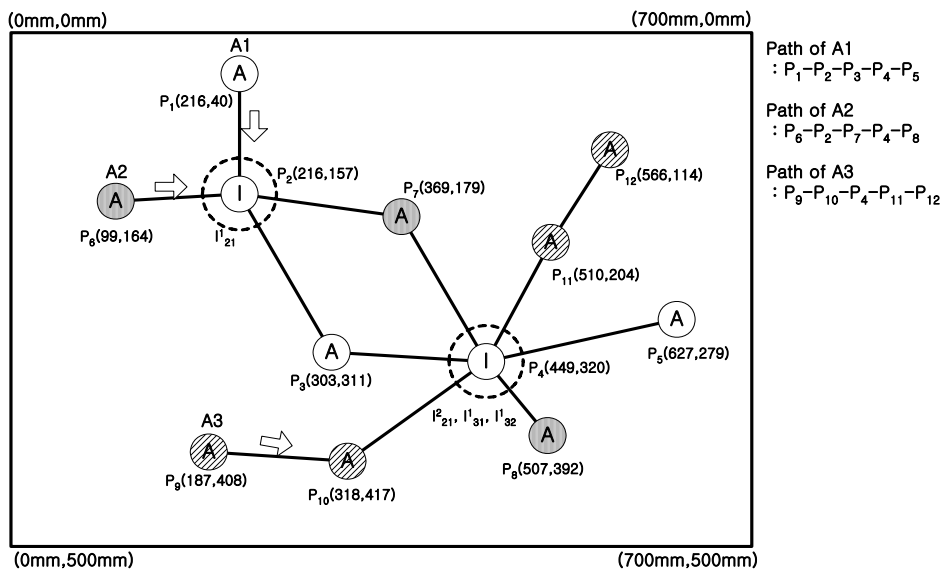 (0mm,0mm)
(700mm,0mm)
Path of A1
: P₁-P₂-P₃-P₄-P₅
Path of A2
: P₆-P₂-P₇-P₄-P₈
Path of A3
: P₉-P₁₀-P₄-P₁₁-P₁₂
A1
A
P₁(216,40)
A
P₁₂(566,114)
A2
A
P₆(99,164)
I
P₂(216,157)
I¹₂₁
P₇(369,179)
A
A
P₁₁(510,204)
A
P₅(627,279)
A
P₃(303,311)
I
P₄(449,320)
I²₂₁, I¹₃₁, I¹₃₂
A3
A
P₉(187,408)
A
P₁₀(318,417)
A
P₈(507,392)
(0mm,500mm)
(700mm,500mm)